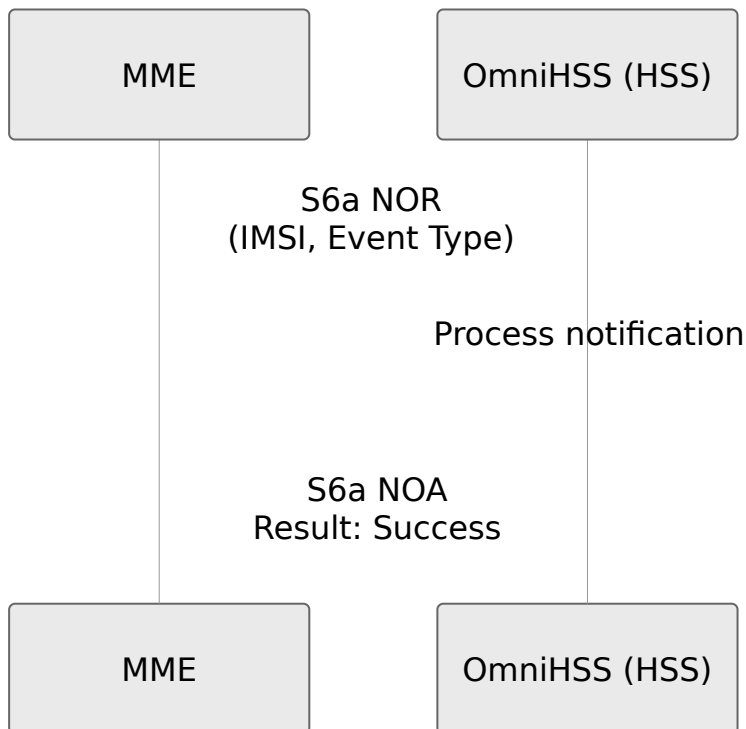 MME
OmniHSS (HSS)
S6a NOR
(IMSI, Event Type)
Process notification
S6a NOA
Result: Success
MME
OmniHSS (HSS)